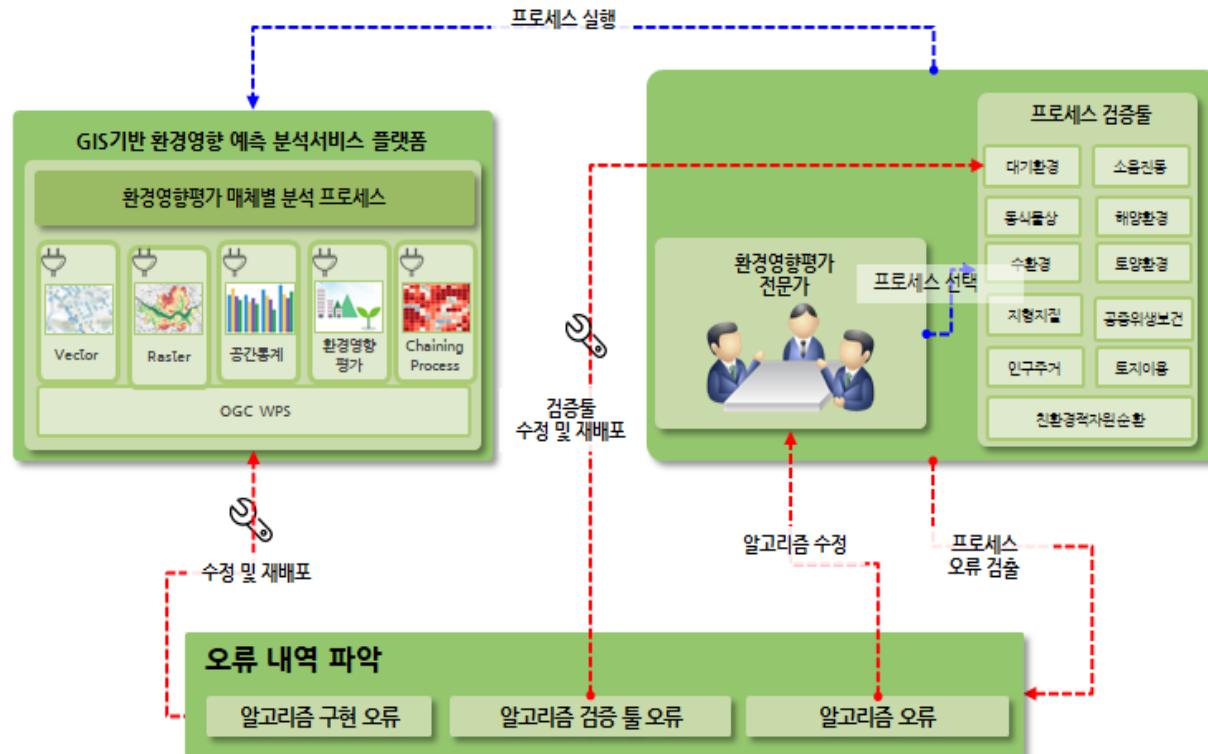 프로세스 실행
GIS기반 환경영향 예측 분석서비스 플랫폼
환경영향평가 매체별 분석 프로세스
Vector
Raster
공간통계
환경영향
평가
Chaining
Process
OGC WPS
프로세스 검증툴
대기환경
소음진동
동식물상
해양환경
수환경
토양환경
지형지질
공중위생보건
인구주거
토지이용
친환경적자원순환
환경영향평가
전문가
프로세스 선택
검증툴
수정 및 재배포
알고리즘 수정
프로세스
오류 검출
수정 및 재배포
오류 내역 파악
알고리즘 구현 오류
알고리즘 검증 툴 오류
알고리즘 오류